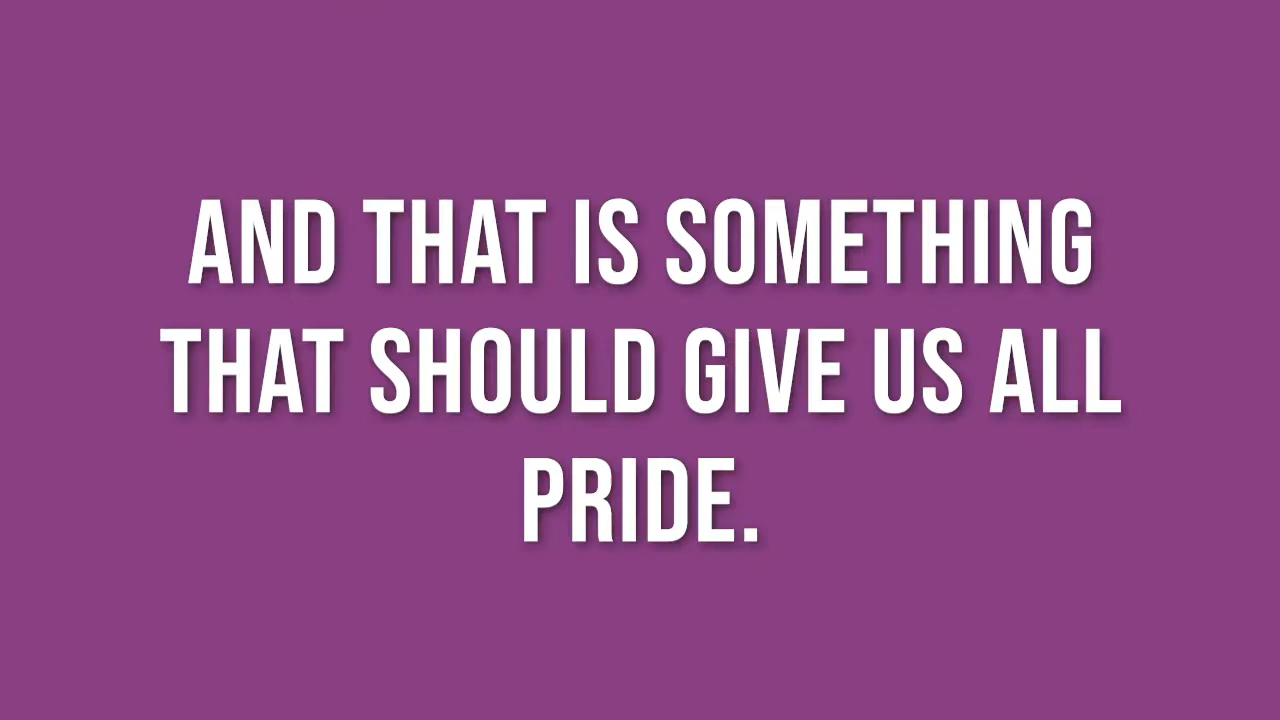 AND THAT IS SOMETHING
THAT SHOULD GIVE US ALL
PRIDE.